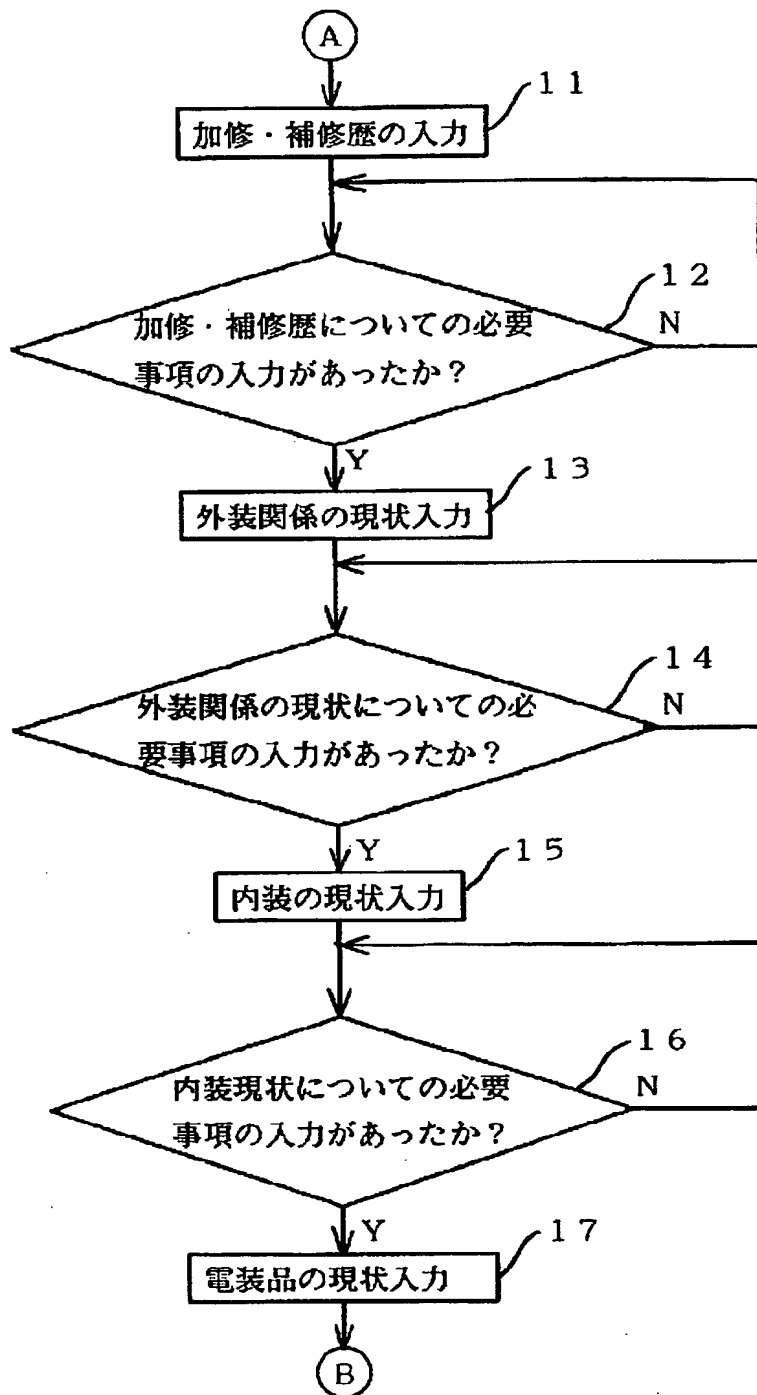 A
11
加修・補修歴の入力
12
加修・補修歴についての必要
事項の入力があったか？
N
Y
13
外装関係の現状入力
14
外装関係の現状についての必
要事項の入力があったか？
N
Y
15
内装の現状入力
16
内装現状についての必要
事項の入力があったか？
N
Y
17
電装品の現状入力
B